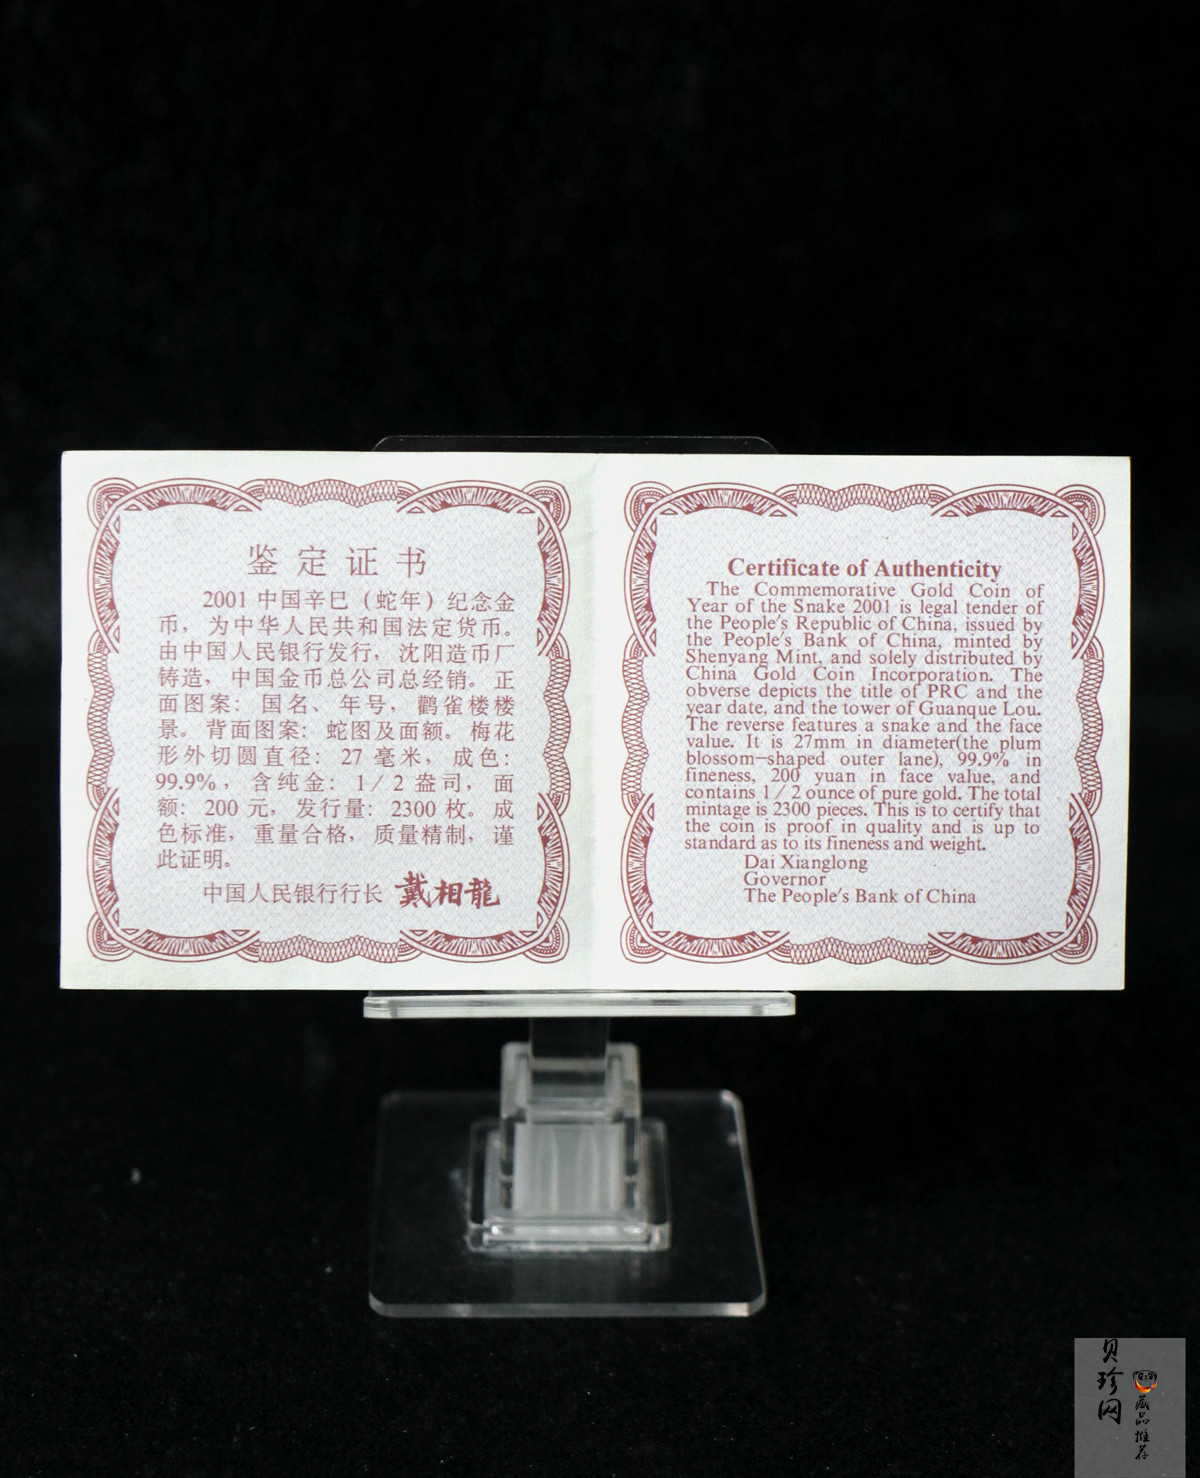 鉴定证书
2001 中国辛巳（蛇年）纪念金
币，为中华人民共和国法定货币。
由中国人民银行发行，沈阳造币厂
铸造，中国金币总公司总经销。正
面图案：国名、年号，鹳雀楼楼
景。背面图案：蛇图及面额。梅花
形外切圆直径：27 毫米，成色：
99.9%，含纯金：1／2 盎司，面
额：200 元，发行量：2300 枚。成
色标准，重量合格，质量精制，谨
此证明。
中国人民银行行长 戴相龍
Certificate of Authenticity
The Commemorative Gold Coin of
Year of the Snake 2001 is legal tender of
the People's Republic of China, issued by
the People's Bank of China, minted by
Shenyang Mint, and solely distributed by
China Gold Coin Incorporation. The
obverse depicts the title of PRC and the
year date, and the tower of Guanque Lou.
The reverse features a snake and the face
value. It is 27mm in diameter(the plum
blossom—shaped outer lane), 99.9% in
fineness, 200 yuan in face value, and
contains 1／2 ounce of pure gold. The total
mintage is 2300 pieces. This is to certify that
the coin is proof in quality and is up to
standard as to its fineness and weight.
Dai Xianglong
Governor
The People's Bank of China
贝珍网
藏品推荐